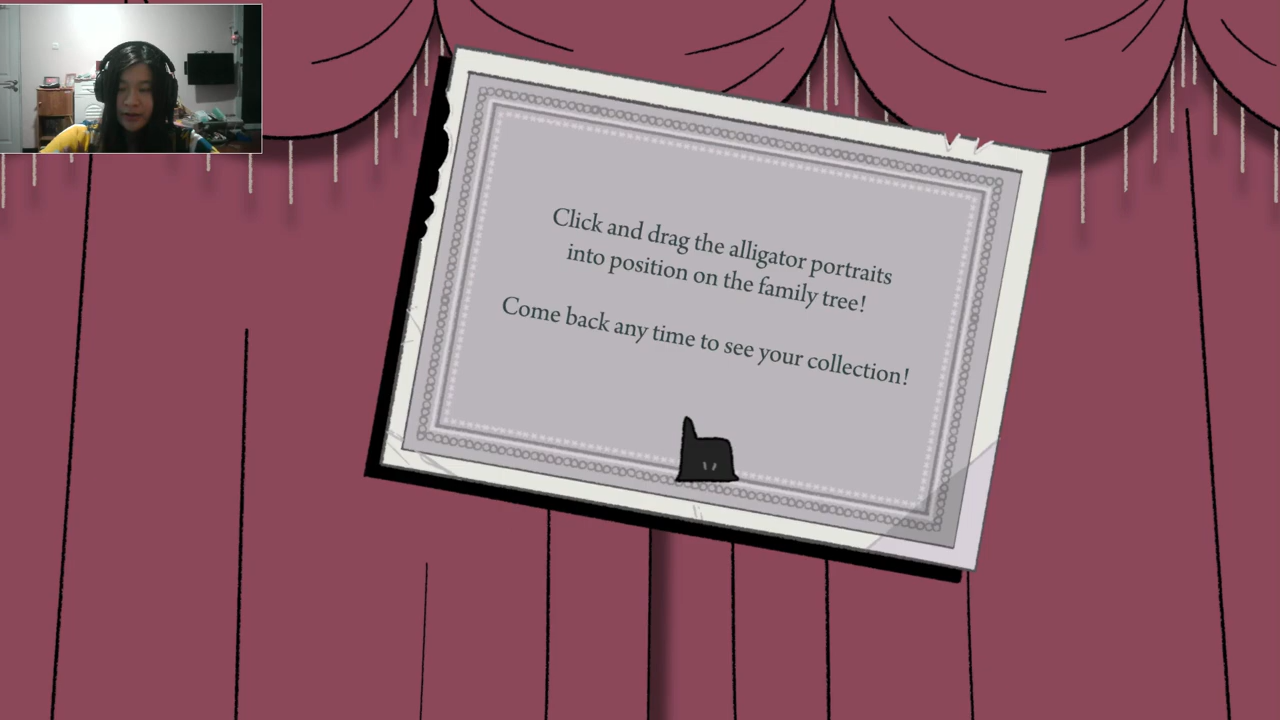 Click and drag the alligator portraits
into position on the family tree!
Come back any time to see your collection!